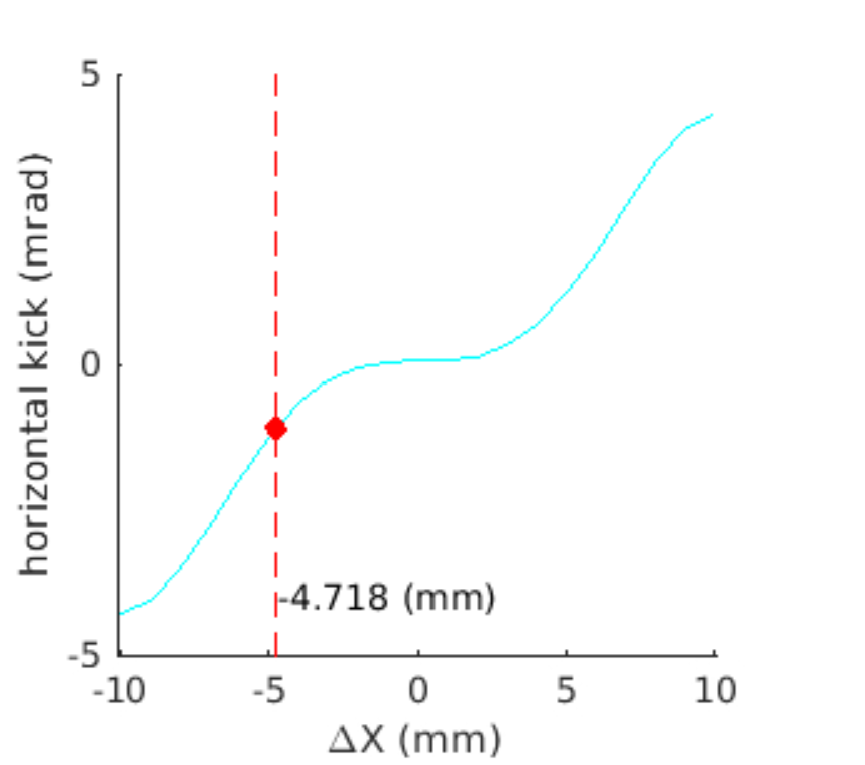 5
0
-5
horizontal kick (mrad)
-4.718 (mm)
-10 -5 0 5 10
ΔX (mm)